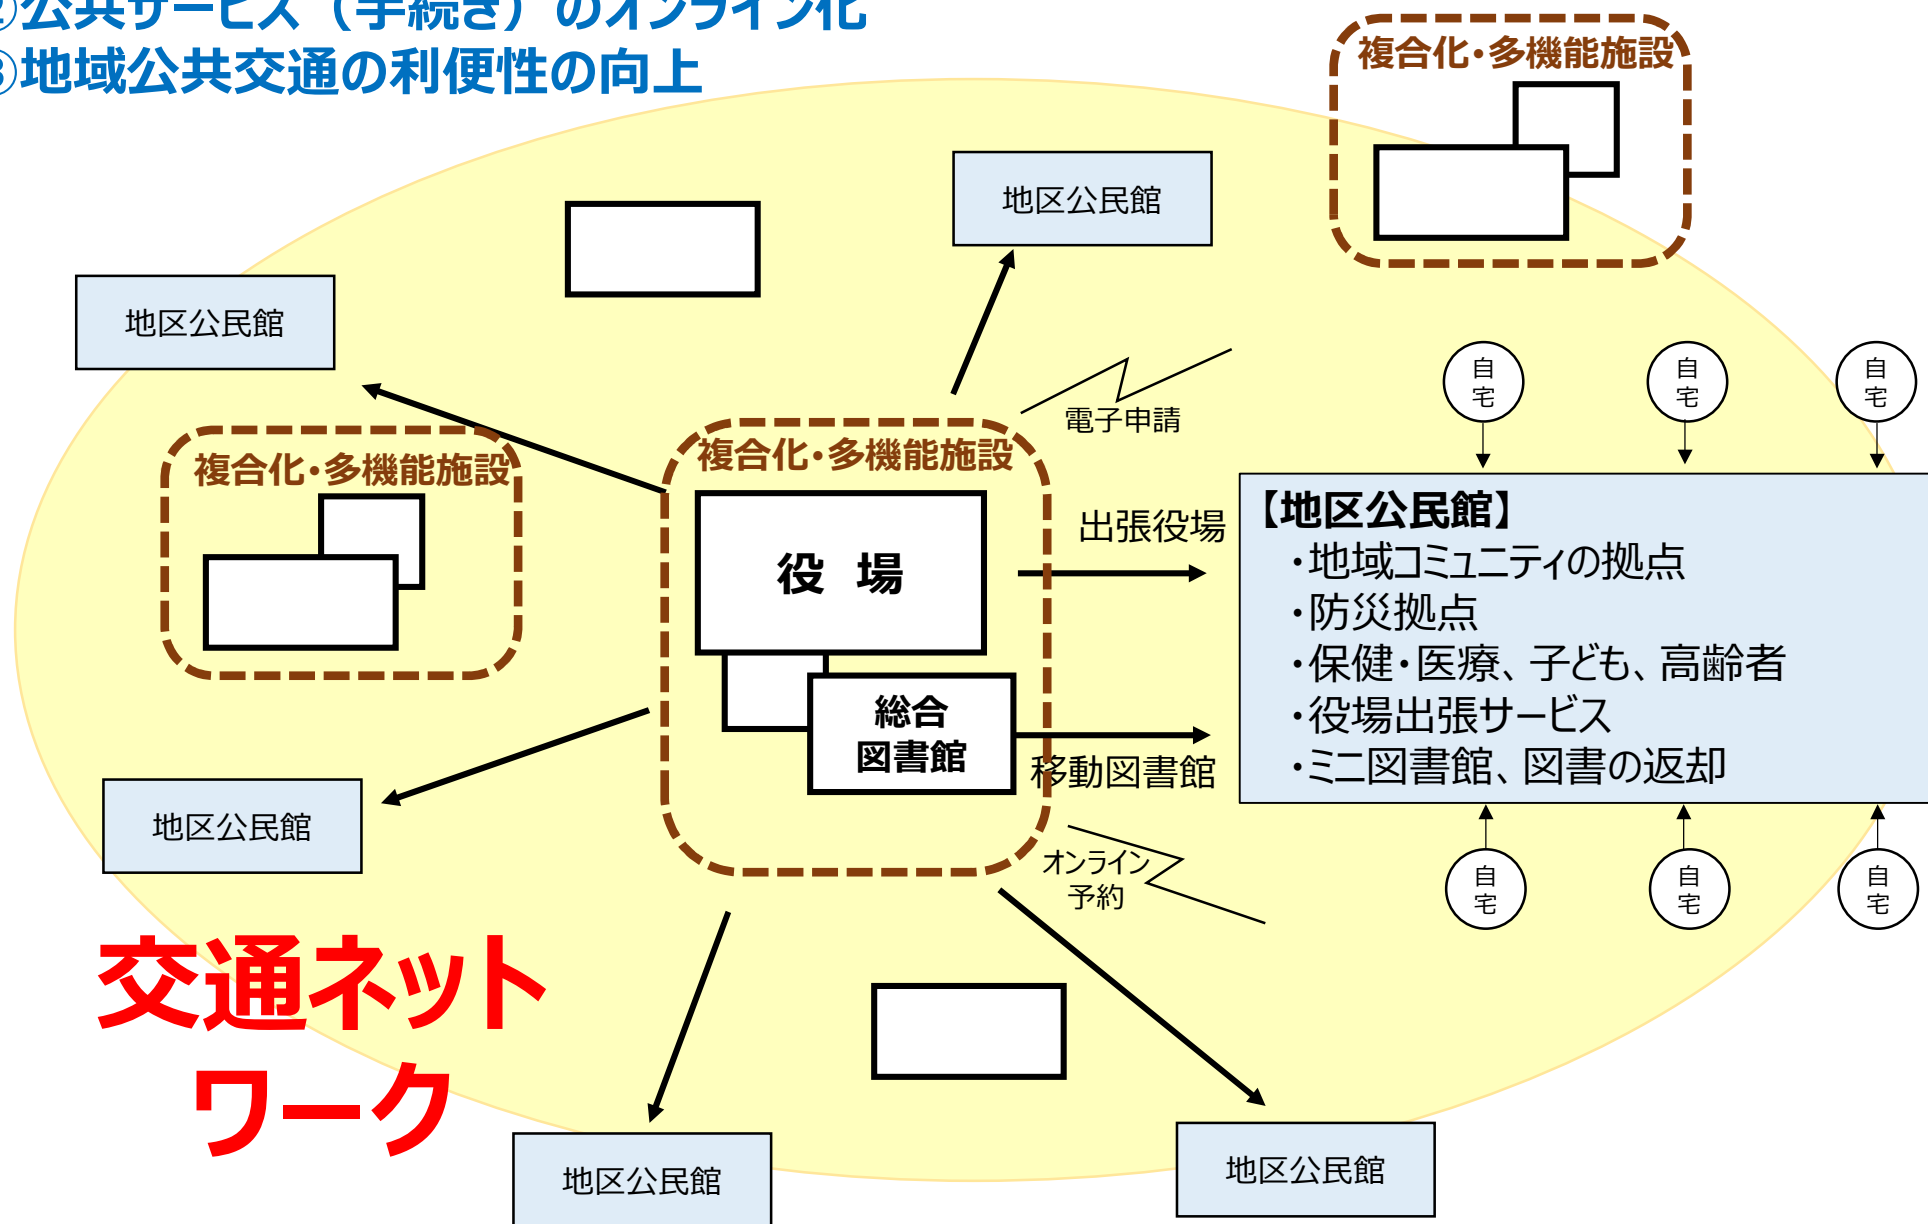 ②公共サービス（手続き）のオンライン化
③地域公共交通の利便性の向上
複合化・多機能施設
地区公民館
地区公民館
自宅
自宅
自宅
電子申請
複合化・多機能施設
複合化・多機能施設
役 場
出張役場
【地区公民館】
・地域コミュニティの拠点
・防災拠点
・保健・医療、子ども、高齢者
・役場出張サービス
・ミニ図書館、図書の返却
総合
図書館
移動図書館
地区公民館
オンライン
予約
自宅
自宅
自宅
交通ネット
ワーク
地区公民館
地区公民館